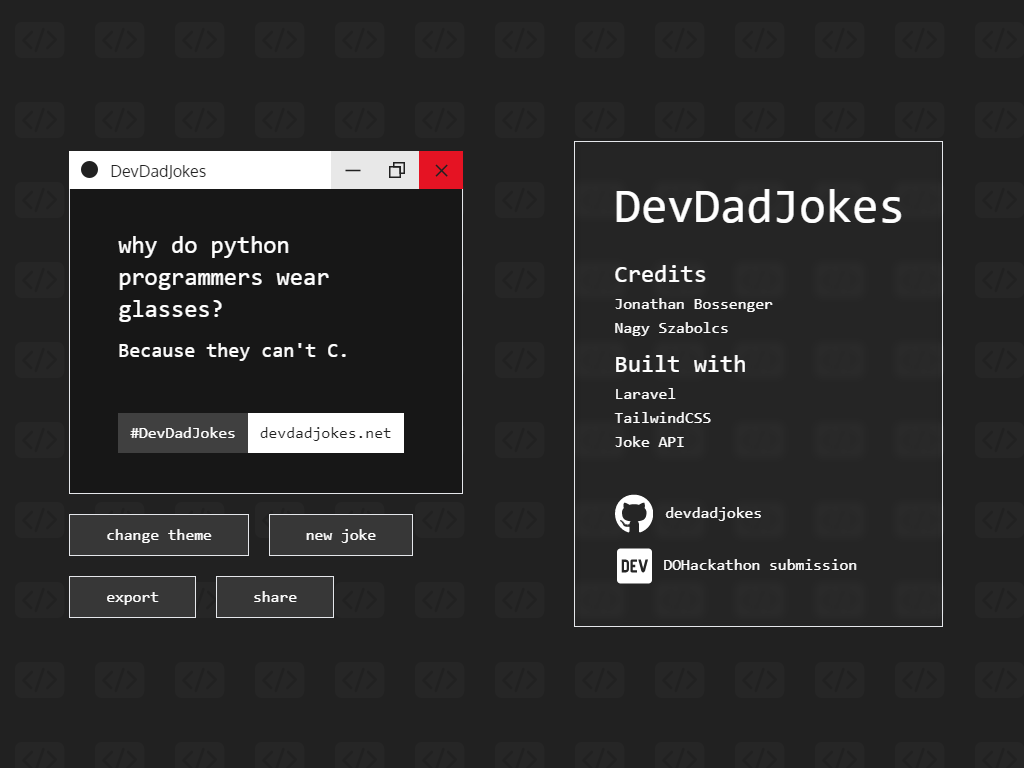 DevDadJokes
why do python
programmers wear
glasses?
Because they can't C.
#DevDadJokes devdadjokes.net
change theme
new joke
export
share
DevDadJokes
Credits
Jonathan Bossenger
Nagy Szabolcs
Built with
Laravel
TailwindCSS
Joke API
devdadjokes
DEV DOHackathon submission